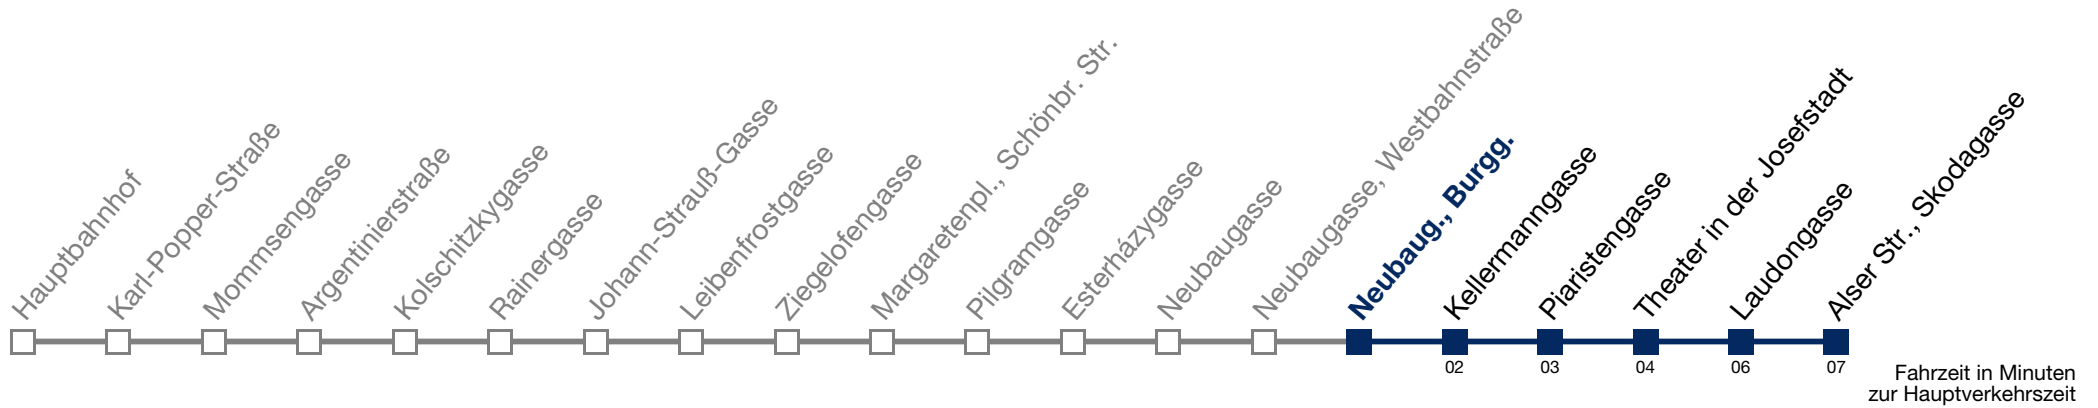 Hauptbahnhof
Karl-Popper-Straße
Mommsengasse
Argentinierstraße
Kolschitzkygasse
Rainergasse
Johann-Strauß-Gasse
Leibenfrostgasse
Ziegelofengasse
Margaretenpl., Schönbr. Str.
Pilgramgasse
Esterházygasse
Neubaugasse
Neubaugasse, Westbahnstraße
Neubaug., Burgg.
Kellermanngasse
Piaristengasse
Theater in der Josefstadt
Laudongasse
Alser Str., Skodagasse
02 03 04 06 07
Fahrzeit in Minuten
zur Hauptverkehrszeit